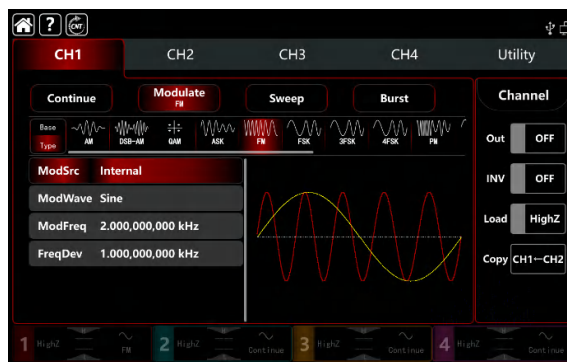 ? CNT
CH1 CH2 CH3 CH4 Utility
Continue Modulate Sweep Burst Channel
FM
Base
Type AM DSB-AM QAM ASK FM FSK 3FSK 4FSK PM
Out OFF
ModSrc Internal
INV OFF
ModWave Sine
Load HighZ
ModFreq 2.000,000,000 kHz
FreqDev 1.000,000,000 kHz
Copy CH1←CH2
1 HighZ FM 2 HighZ Continue 3 HighZ Continue 4 HighZ Continue